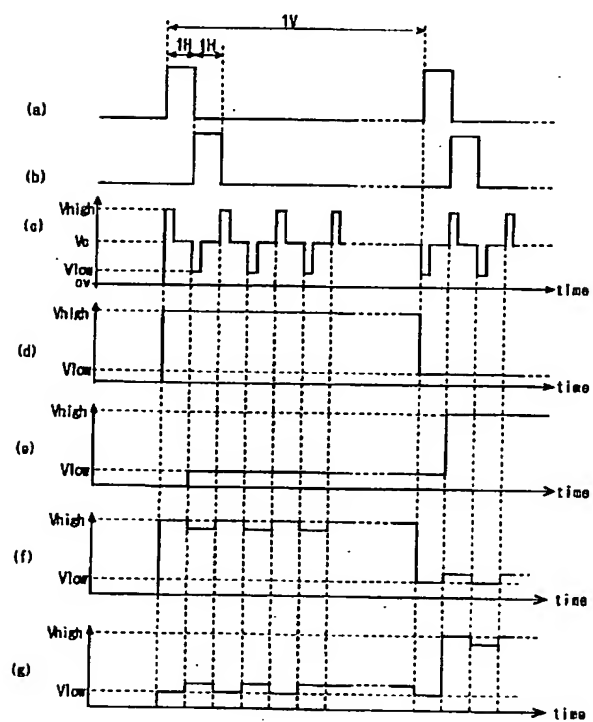 1V
1H 1H
(a)
(b)
(c)
Vhigh
Vc
Vlow
0V
time
(d)
Vhigh
Vlow
time
(e)
Vhigh
Vlow
time
(f)
Vhigh
Vlow
time
(g)
Vhigh
Vlow
time